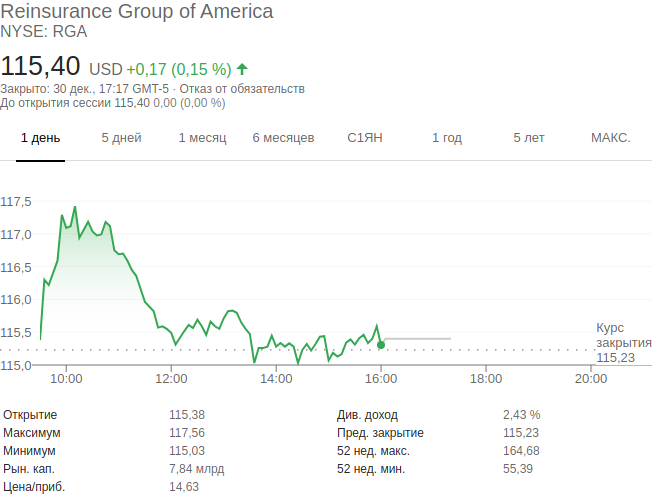 Reinsurance Group of America
NYSE: RGA
115,40 USD +0,17 (0,15 %)
Закрыто: 30 дек., 17:17 GMT-5 · Отказ от обязательств
До открытия сессии 115,40 0,00 (0,00 %)
1 день 5 дней 1 месяц 6 месяцев С1ЯН 1 год 5 лет МАКС.
117,5
117,0
116,5
116,0
115,5
115,0
Курс
закрытия
115,23
10:00 12:00 14:00 16:00 18:00 20:00
Открытие 115,38
Максимум 117,56
Минимум 115,03
Рын. кап. 7,84 млрд
Цена/приб. 14,63
Див. доход 2,43 %
Пред. закрытие 115,23
52 нед. макс. 164,68
52 нед. мин. 55,39